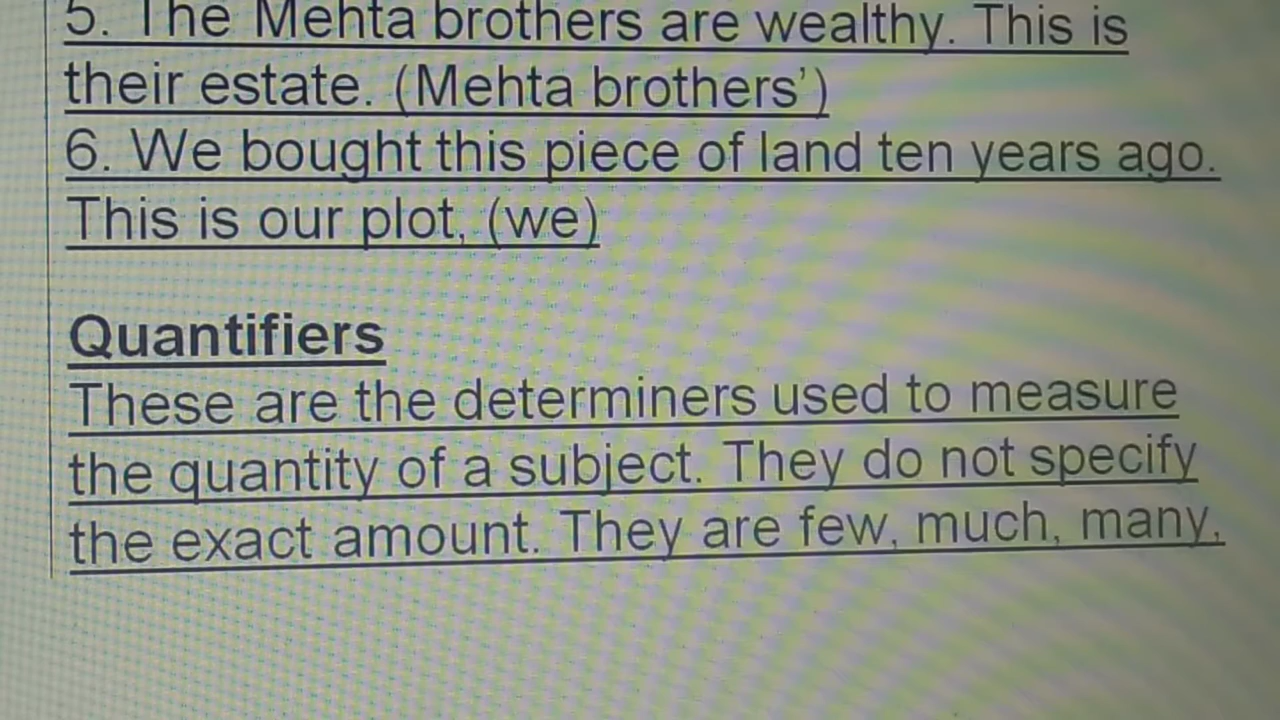 5. The Mehta brothers are wealthy. This is
their estate. (Mehta brothers')
6. We bought this piece of land ten years ago.
This is our plot, (we)
Quantifiers
These are the determiners used to measure
the quantity of a subject. They do not specify
the exact amount. They are few, much, many,